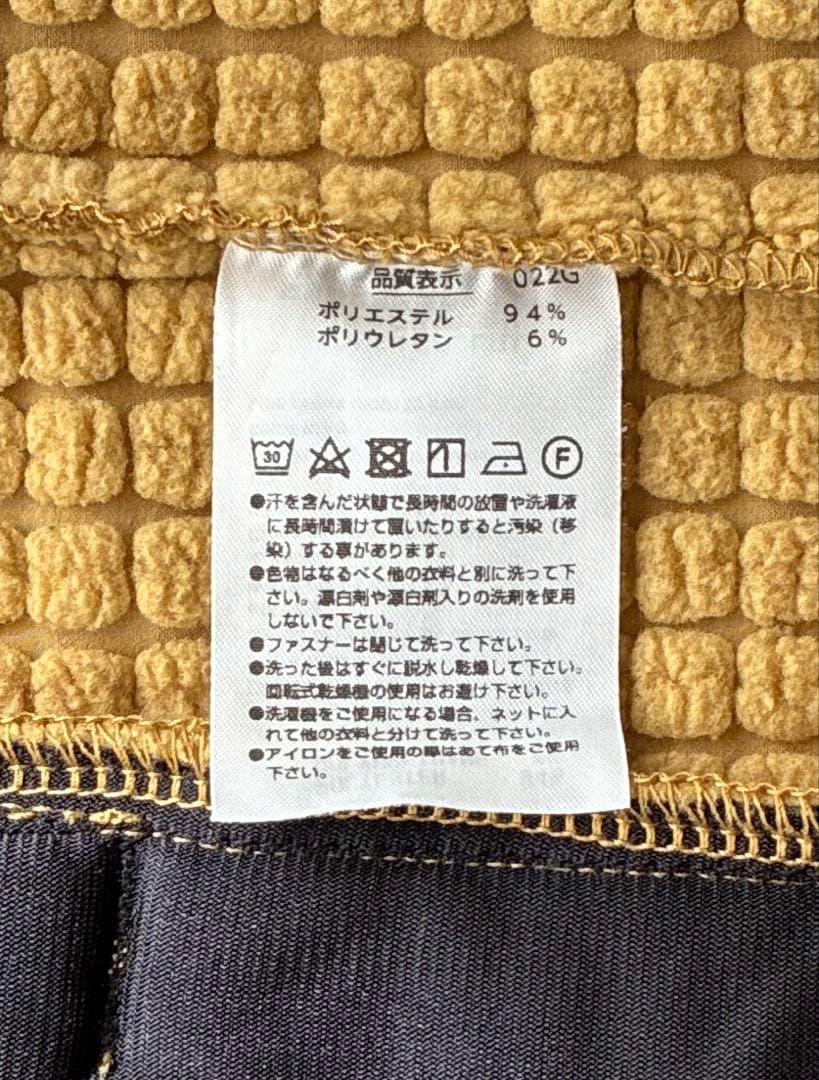 品質表示 022G
ポリエステル 94%
ポリウレタン 6%
30 F
●汗を含んだ状態で長時間の放置や洗濯液
に長時間漬けて置いたりすると汚染（移
染）する事があります。
●色物はなるべく他の衣料と別に洗って下
さい。漂白剤や漂白剤入りの洗剤を使用
しないで下さい。
●ファスナーは閉じて洗って下さい。
●洗った後はすぐに脱水し乾燥して下さい。
回転式乾燥機の使用はお避け下さい。
●洗濯機をご使用になる場合、ネットに入
れて他の衣料と分けて洗って下さい。
●アイロンをご使用の際はあて布をご使用
下さい。